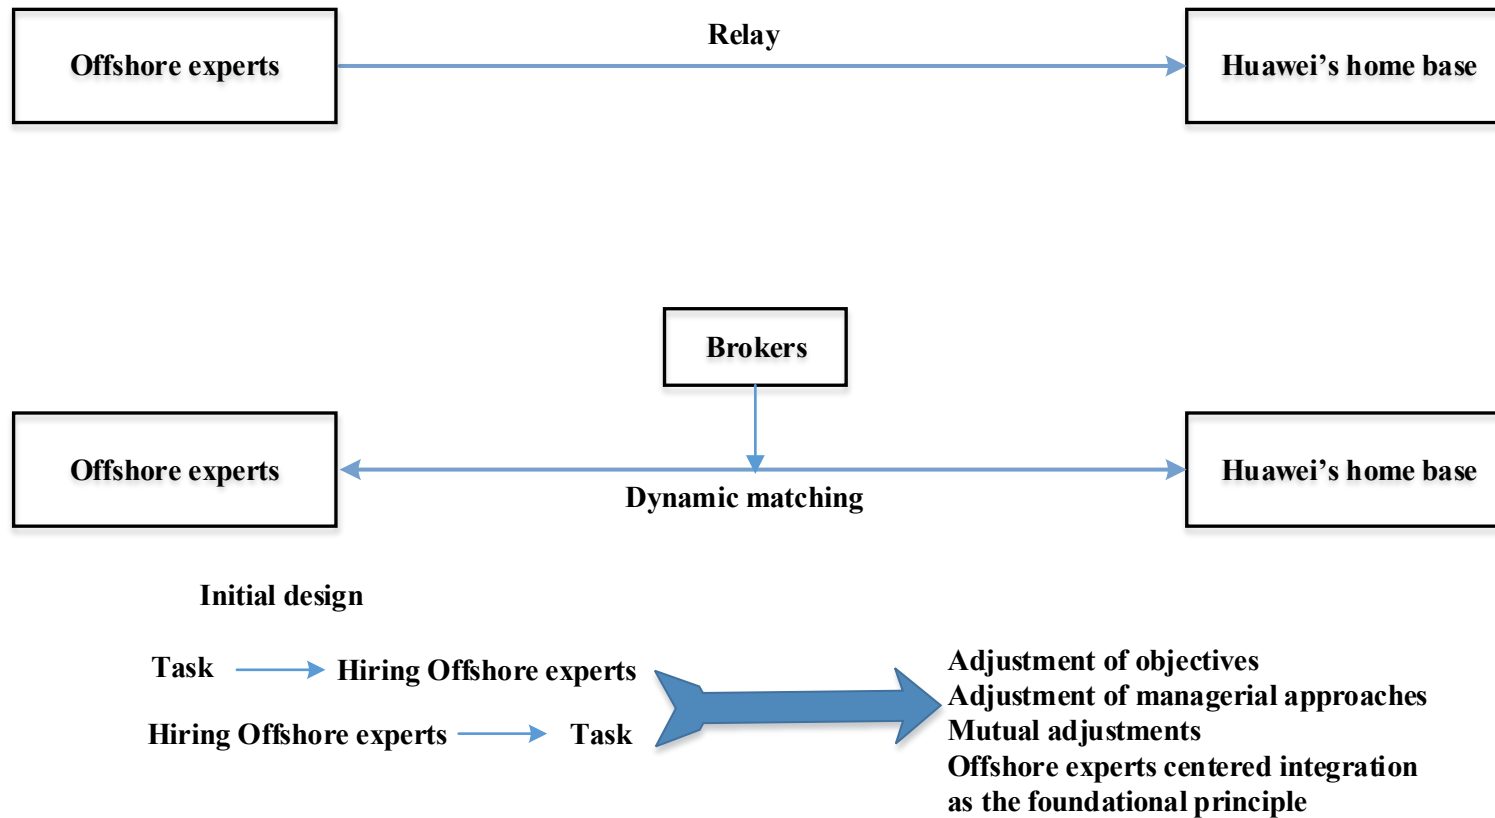 Relay
Offshore experts
Huawei's home base
Brokers
Offshore experts
Huawei's home base
Dynamic matching
Initial design
Task
Hiring Offshore experts
Hiring Offshore experts
Task
Adjustment of objectives
Adjustment of managerial approaches
Mutual adjustments
Offshore experts centered integration
as the foundational principle